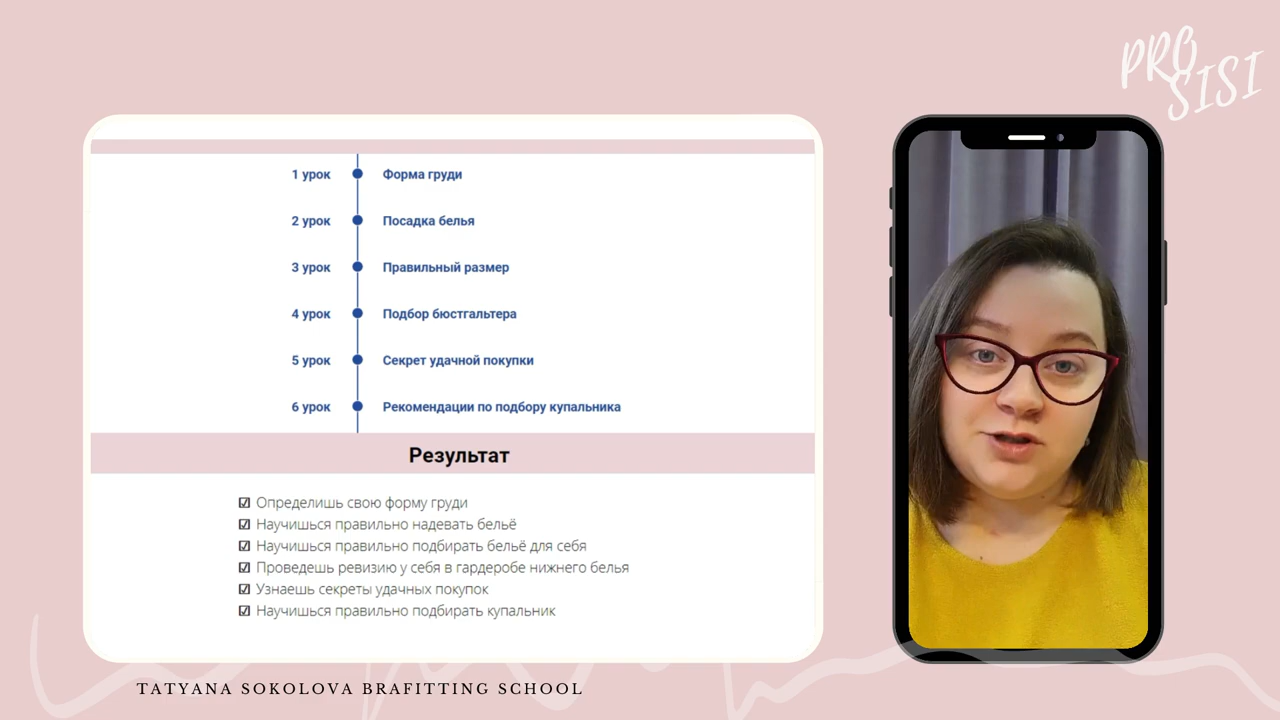 PRO
SISI
1 урок Форма груди
2 урок Посадка белья
3 урок Правильный размер
4 урок Подбор бюстгальтера
5 урок Секрет удачной покупки
6 урок Рекомендации по подбору купальника
Результат
☑ Определишь свою форму груди
☑ Научишься правильно надевать бельё
☑ Научишься правильно подбирать бельё для себя
☑ Проведешь ревизию у себя в гардеробе нижнего белья
☑ Узнаешь секреты удачных покупок
☑ Научишься правильно подбирать купальник
TATYANA SOKOLOVA BRAFITTING SCHOOL